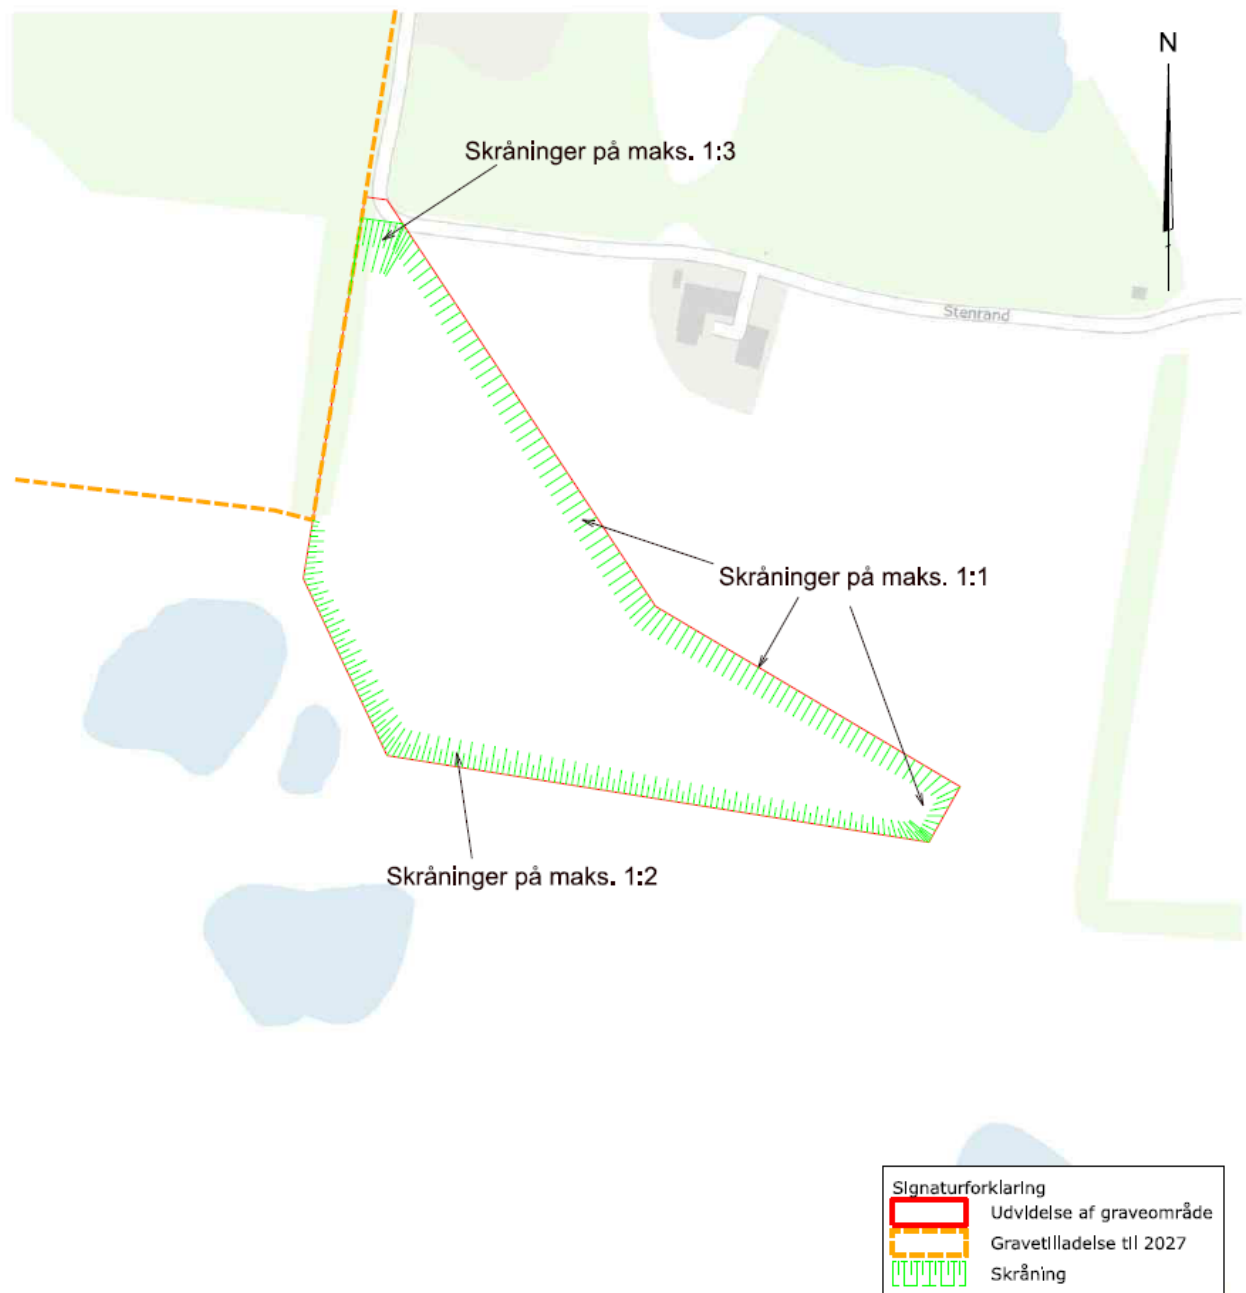 N
Skråninger på maks. 1:3
Stenrand
Skråninger på maks. 1:1
Skråninger på maks. 1:2
Signaturforklaring
Udvidelse af graveområde
Gravetilladelse til 2027
Skråning